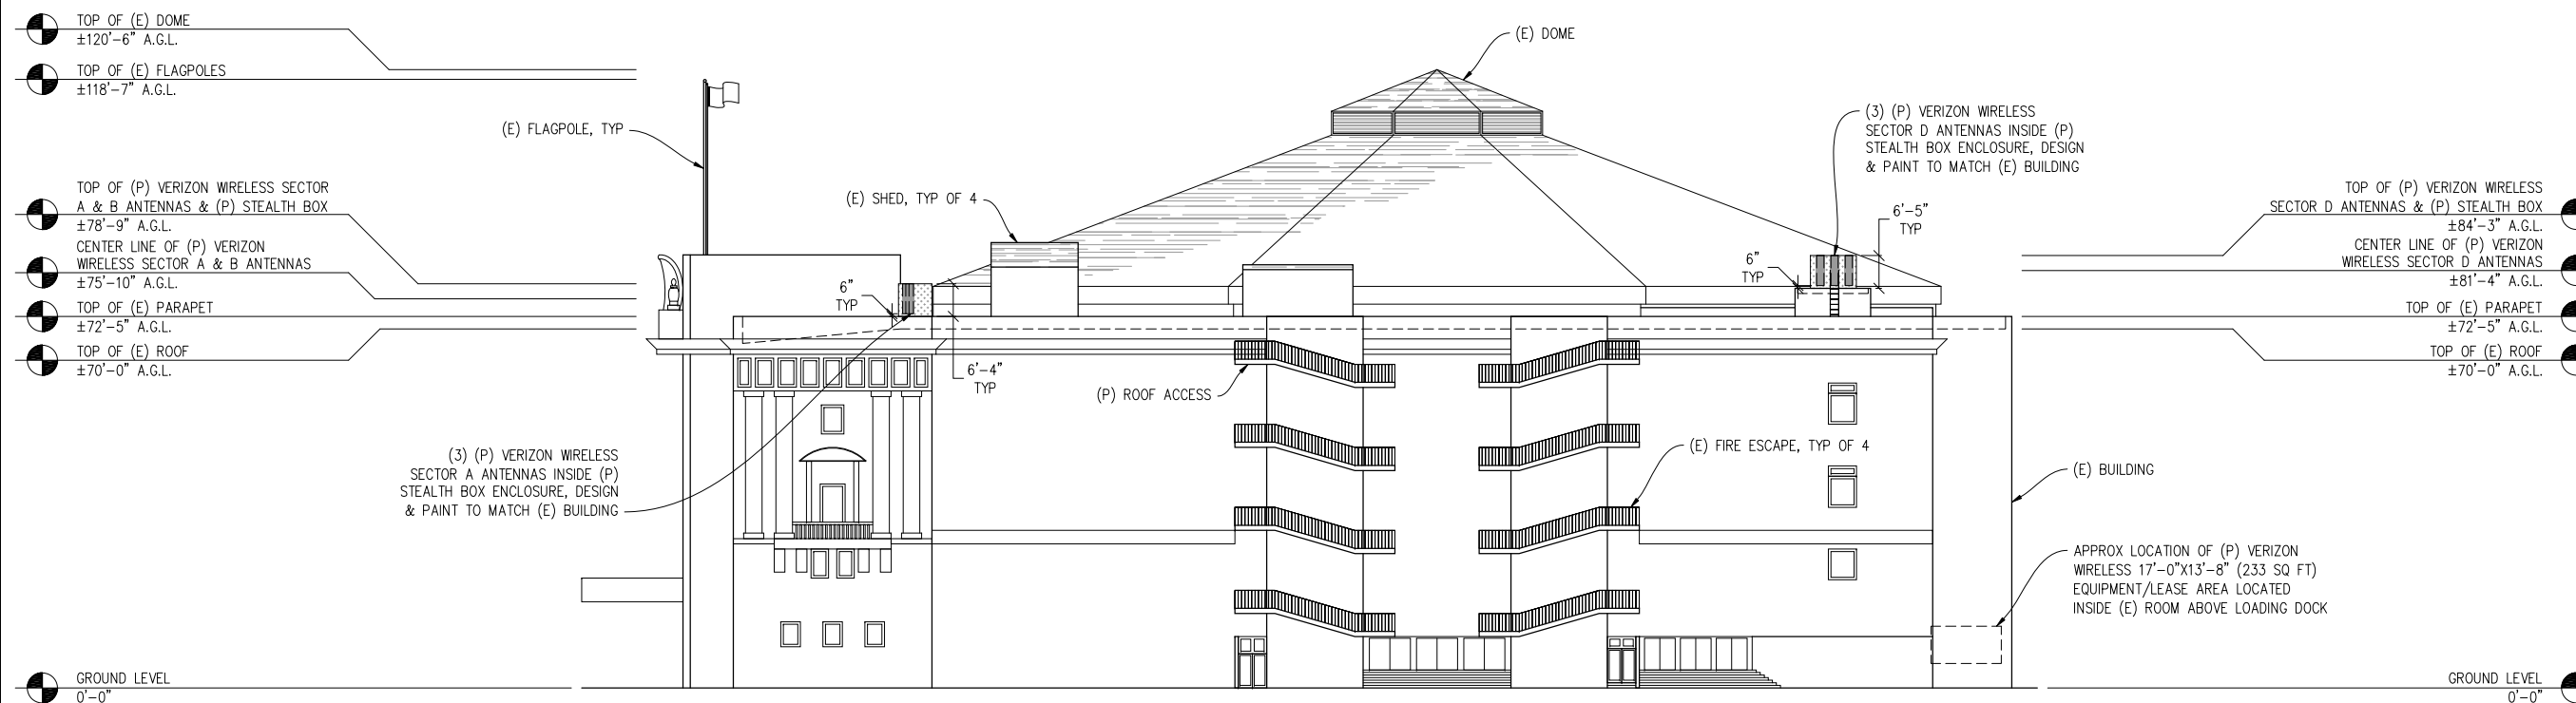 TOP OF (E) DOME
±120'-6" A.G.L.
TOP OF (E) FLAGPOLES
±118'-7" A.G.L.
TOP OF (P) VERIZON WIRELESS SECTOR
A & B ANTENNAS & (P) STEALTH BOX
±78'-9" A.G.L.
CENTER LINE OF (P) VERIZON
WIRELESS SECTOR A & B ANTENNAS
±75'-10" A.G.L.
TOP OF (E) PARAPET
±72'-5" A.G.L.
TOP OF (E) ROOF
±70'-0" A.G.L.
GROUND LEVEL
0'-0"
(E) FLAGPOLE, TYP
(E) SHED, TYP OF 4
6"
TYP
6'-4"
TYP
(3) (P) VERIZON WIRELESS
SECTOR A ANTENNAS INSIDE (P)
STEALTH BOX ENCLOSURE, DESIGN
& PAINT TO MATCH (E) BUILDING
(P) ROOF ACCESS
(E) DOME
(E) FIRE ESCAPE, TYP OF 4
6"
TYP
(3) (P) VERIZON WIRELESS
SECTOR D ANTENNAS INSIDE (P)
STEALTH BOX ENCLOSURE, DESIGN
& PAINT TO MATCH (E) BUILDING
6'-5"
TYP
(E) BUILDING
APPROX LOCATION OF (P) VERIZON
WIRELESS 17'-0"X13'-8" (233 SQ FT)
EQUIPMENT/LEASE AREA LOCATED
INSIDE (E) ROOM ABOVE LOADING DOCK
TOP OF (P) VERIZON WIRELESS
SECTOR D ANTENNAS & (P) STEALTH BOX
±84'-3" A.G.L.
CENTER LINE OF (P) VERIZON
WIRELESS SECTOR D ANTENNAS
±81'-4" A.G.L.
TOP OF (E) PARAPET
±72'-5" A.G.L.
TOP OF (E) ROOF
±70'-0" A.G.L.
GROUND LEVEL
0'-0"